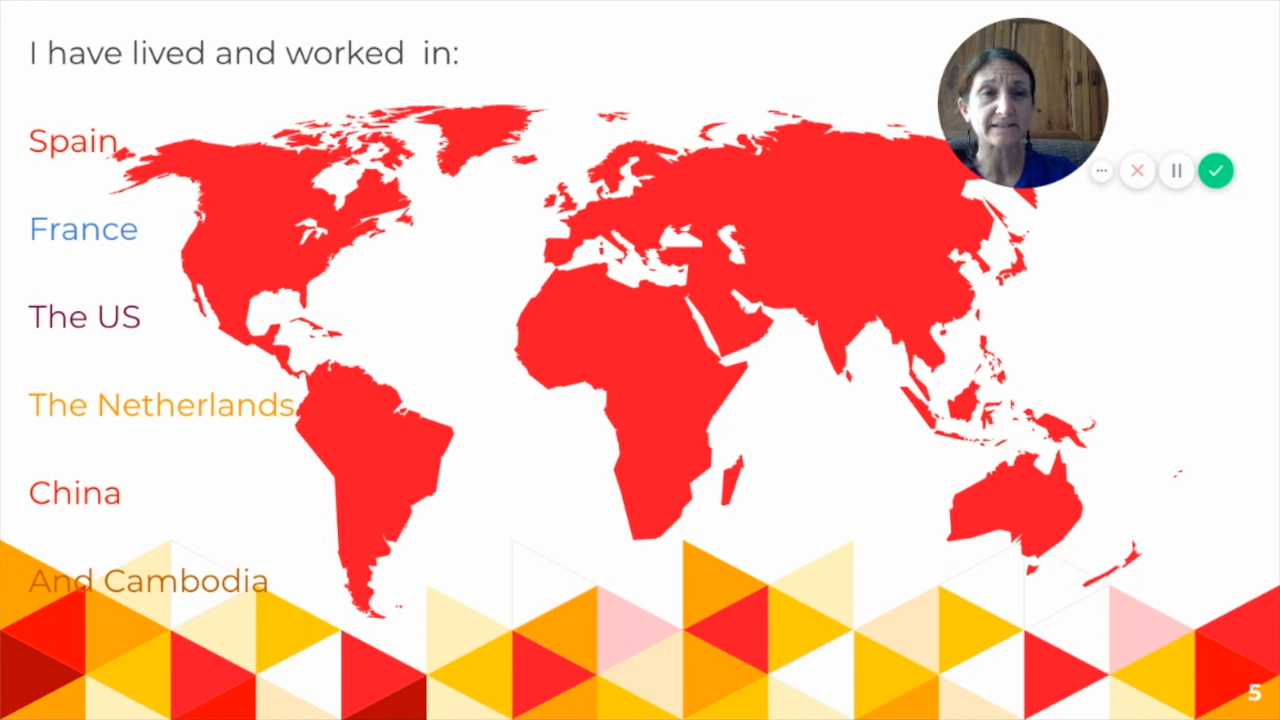 I have lived and worked in:
Spain
France
The US
The Netherlands
China
And Cambodia
5